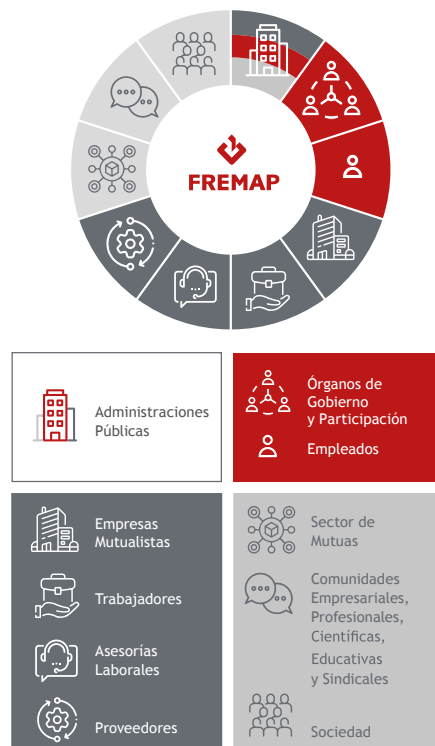 FREMAP
Administraciones
Públicas
Órganos de
Gobierno
y Participación
Empleados
Empresas
Mutualistas
Trabajadores
Asesorías
Laborales
Proveedores
Sector de
Mutuas
Comunidades
Empresariales,
Profesionales,
Científicas,
Educativas
y Sindicales
Sociedad